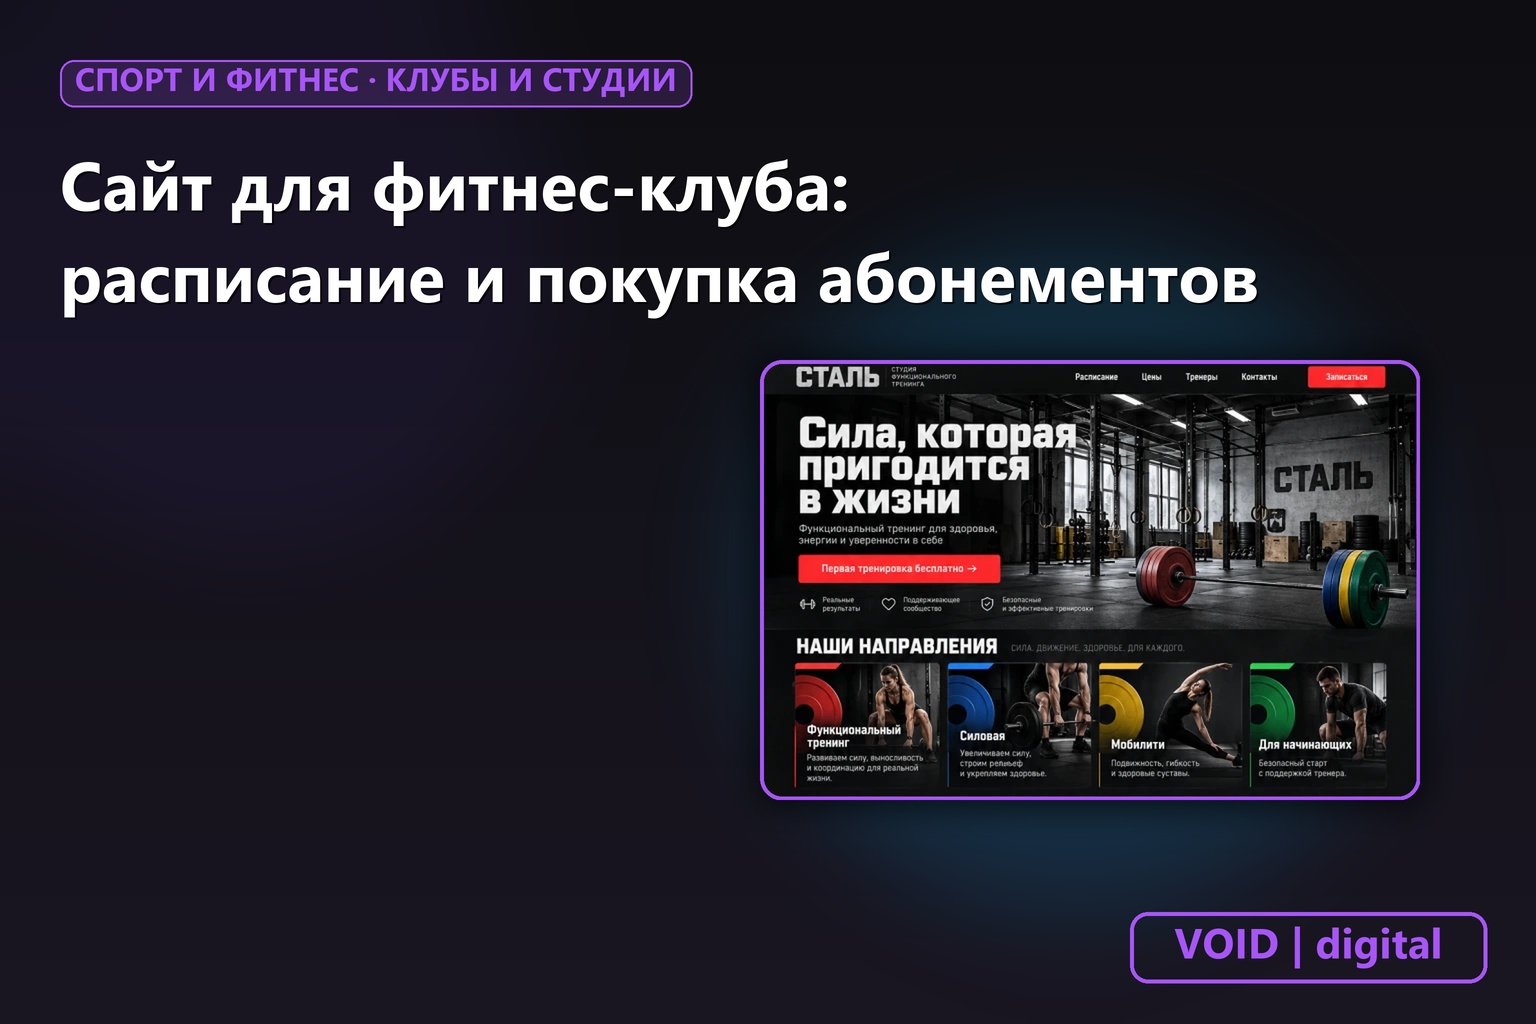 СПОРТ И ФИТНЕС · КЛУБЫ И СТУДИИ
Сайт для фитнес-клуба:
расписание и покупка абонементов
СТАЛЬ
СТУДИЯ
ФУНКЦИОНАЛЬНОГО
ТРЕНИНГА
Расписание
Цены
Тренеры
Контакты
Записаться
Сила, которая
пригодится
в жизни
СТАЛЬ
Функциональный тренинг для здоровья,
энергии и уверенности в себе
Первая тренировка бесплатно →
Реальные
результаты
Поддерживающее
сообщество
Безопасные
и эффективные тренировки
НАШИ НАПРАВЛЕНИЯ
СИЛА. ДВИЖЕНИЕ. ЗДОРОВЬЕ. ДЛЯ КАЖДОГО.
Функциональный
тренинг
Развиваем силу, выносливость
и координацию для реальной
жизни.
Силовая
Увеличиваем силу,
строим рельеф
и укрепляем здоровье.
Мобилити
Подвижность, гибкость
и здоровые суставы.
Для начинающих
Безопасный старт
с поддержкой тренера.
VOID | digital